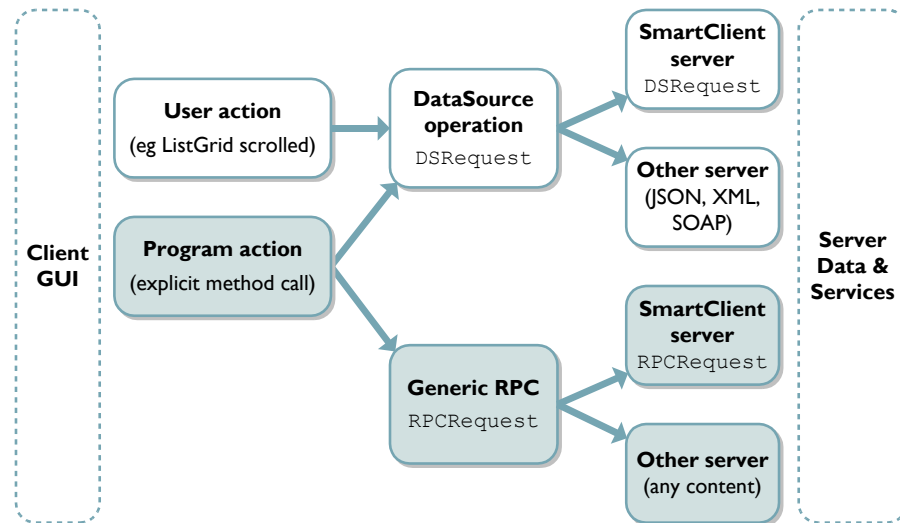 Client
GUI
User action
(eg ListGrid scrolled)
Program action
(explicit method call)
DataSource
operation
DSRequest
Generic RPC
RPCRequest
SmartClient
server
DSRequest
Other server
(JSON, XML,
SOAP)
SmartClient
server
RPCRequest
Other server
(any content)
Server
Data &
Services